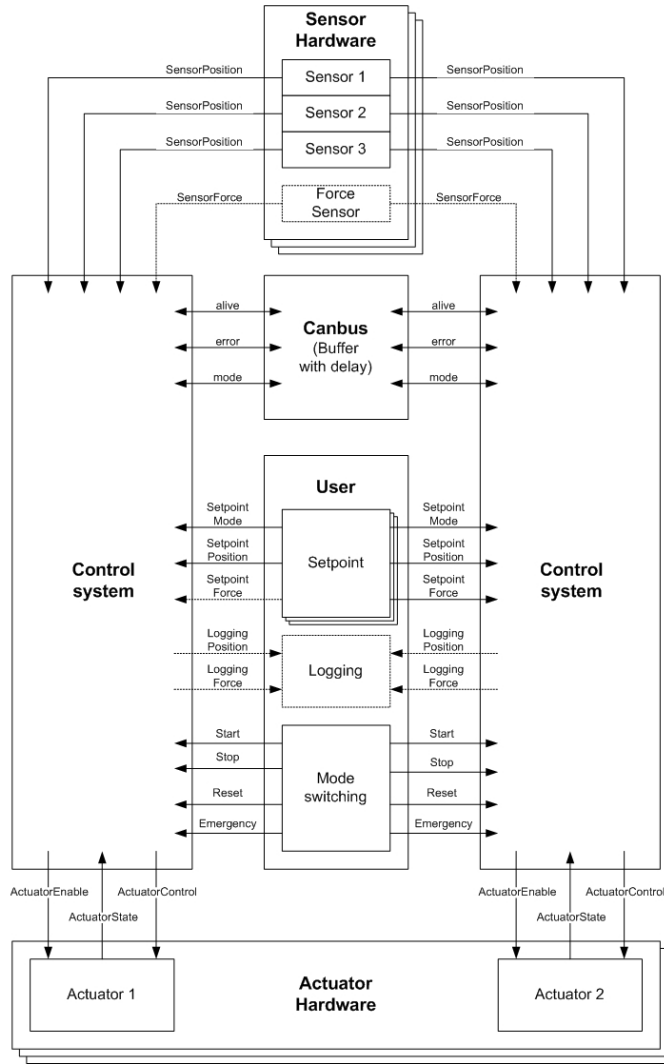 Sensor
Hardware
SensorPosition
Sensor 1
SensorPosition
SensorPosition
Sensor 2
SensorPosition
SensorPosition
Sensor 3
SensorPosition
SensorForce
Force
Sensor
SensorForce
alive
error
mode
Canbus
(Buffer
with delay)
alive
error
mode
User
Control
system
Setpoint
Mode
Setpoint
Position
Setpoint
Force
Setpoint
Setpoint
Mode
Setpoint
Position
Setpoint
Force
Control
system
Logging
Position
Logging
Force
Logging
Logging
Position
Logging
Force
Start
Stop
Reset
Emergency
Mode
switching
Start
Stop
Reset
Emergency
ActuatorEnable
ActuatorControl
ActuatorState
ActuatorEnable
ActuatorControl
ActuatorState
Actuator 1
Actuator
Hardware
Actuator 2